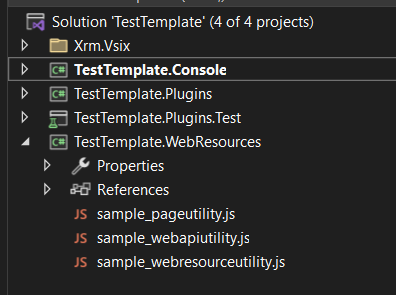 Solution 'TestTemplate' (4 of 4 projects)
Xrm.Vsix
C# TestTemplate.Console
C# TestTemplate.Plugins
TestTemplate.Plugins.Test
C# TestTemplate.WebResources
Properties
References
JS sample_pageutility.js
JS sample_webapiutility.js
JS sample_webresourceutility.js